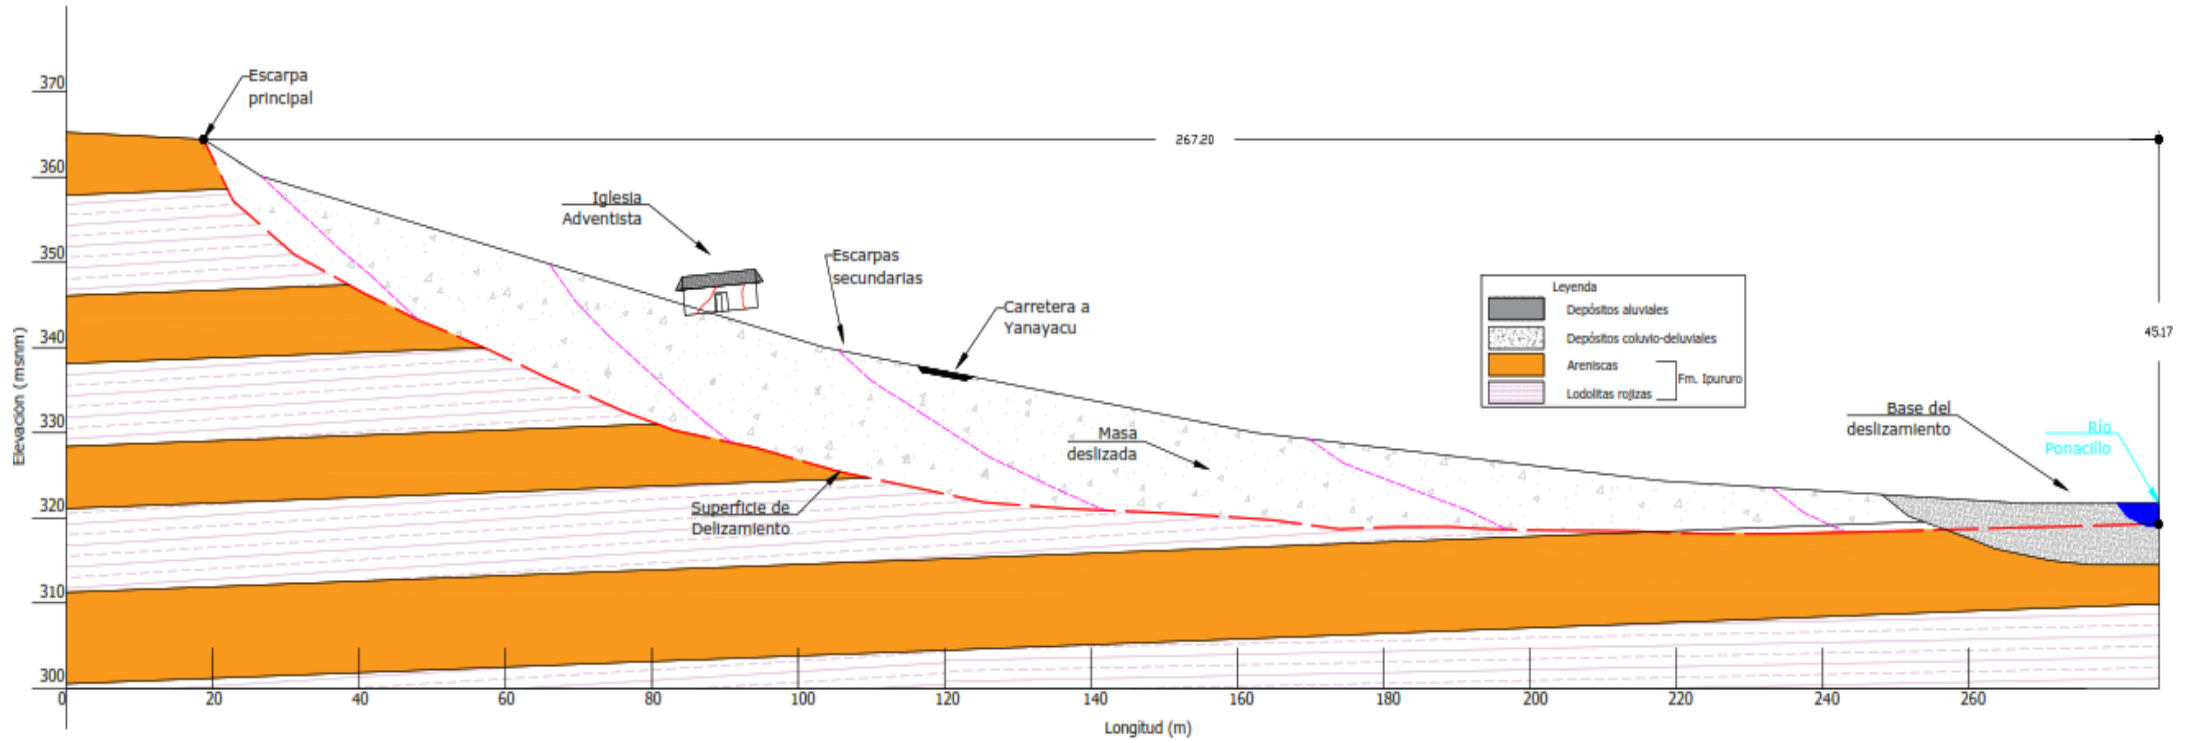 370
360
350
340
330
320
310
300
Elevación (msnm)
Escarpa
principal
267.20
Iglesia
Adventista
Escarpas
secundarias
Carretera a
Yanayacu
Leyenda
Depósitos aluviales
Depósitos coluvio-deluviales
Areniscas
Lodolitas rojizas
Fm. Ipururo
45.17
Masa
deslizada
Base del
deslizamiento
Río
Ponacillo
Superficie de
Delizamiento
0 20 40 60 80 100 120 140 160 180 200 220 240 260
Longitud (m)